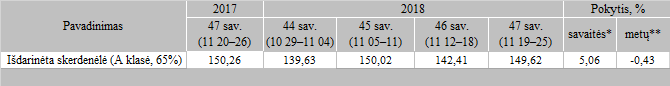 Pavadinimas 2017 2018 Pokytis, %
47 sav. (11 20–26) 44 sav. (10 29–11 04) 45 sav. (11 05–11) 46 sav. (11 12–18) 47 sav. (11 19–25) savaitės* metų**
Išdarinėta skerdenėlė (A klasė, 65%) 150,26 139,63 150,02 142,41 149,62 5,06 -0,43